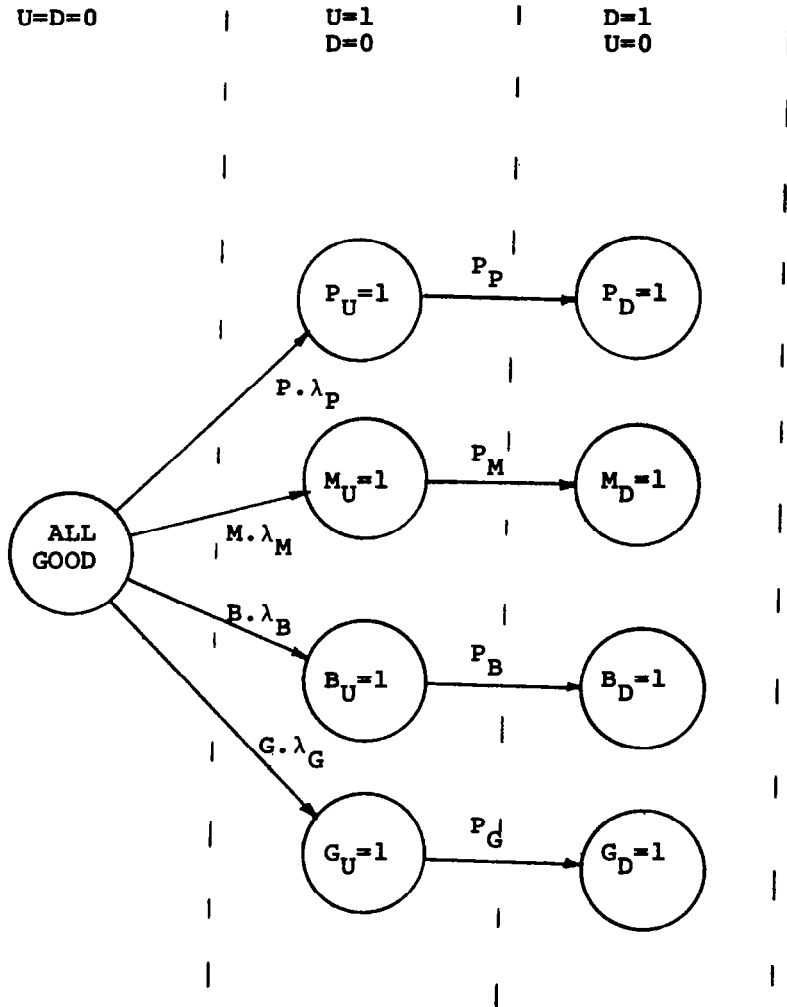 U=D=0
U=1
D=0
D=1
U=0
P_U=1
P_P
P_D=1
P.λ_P
M_U=1
P_M
M_D=1
ALL
GOOD
M.λ_M
B.λ_B
B_U=1
P_B
B_D=1
G.λ_G
G_U=1
P_G
G_D=1